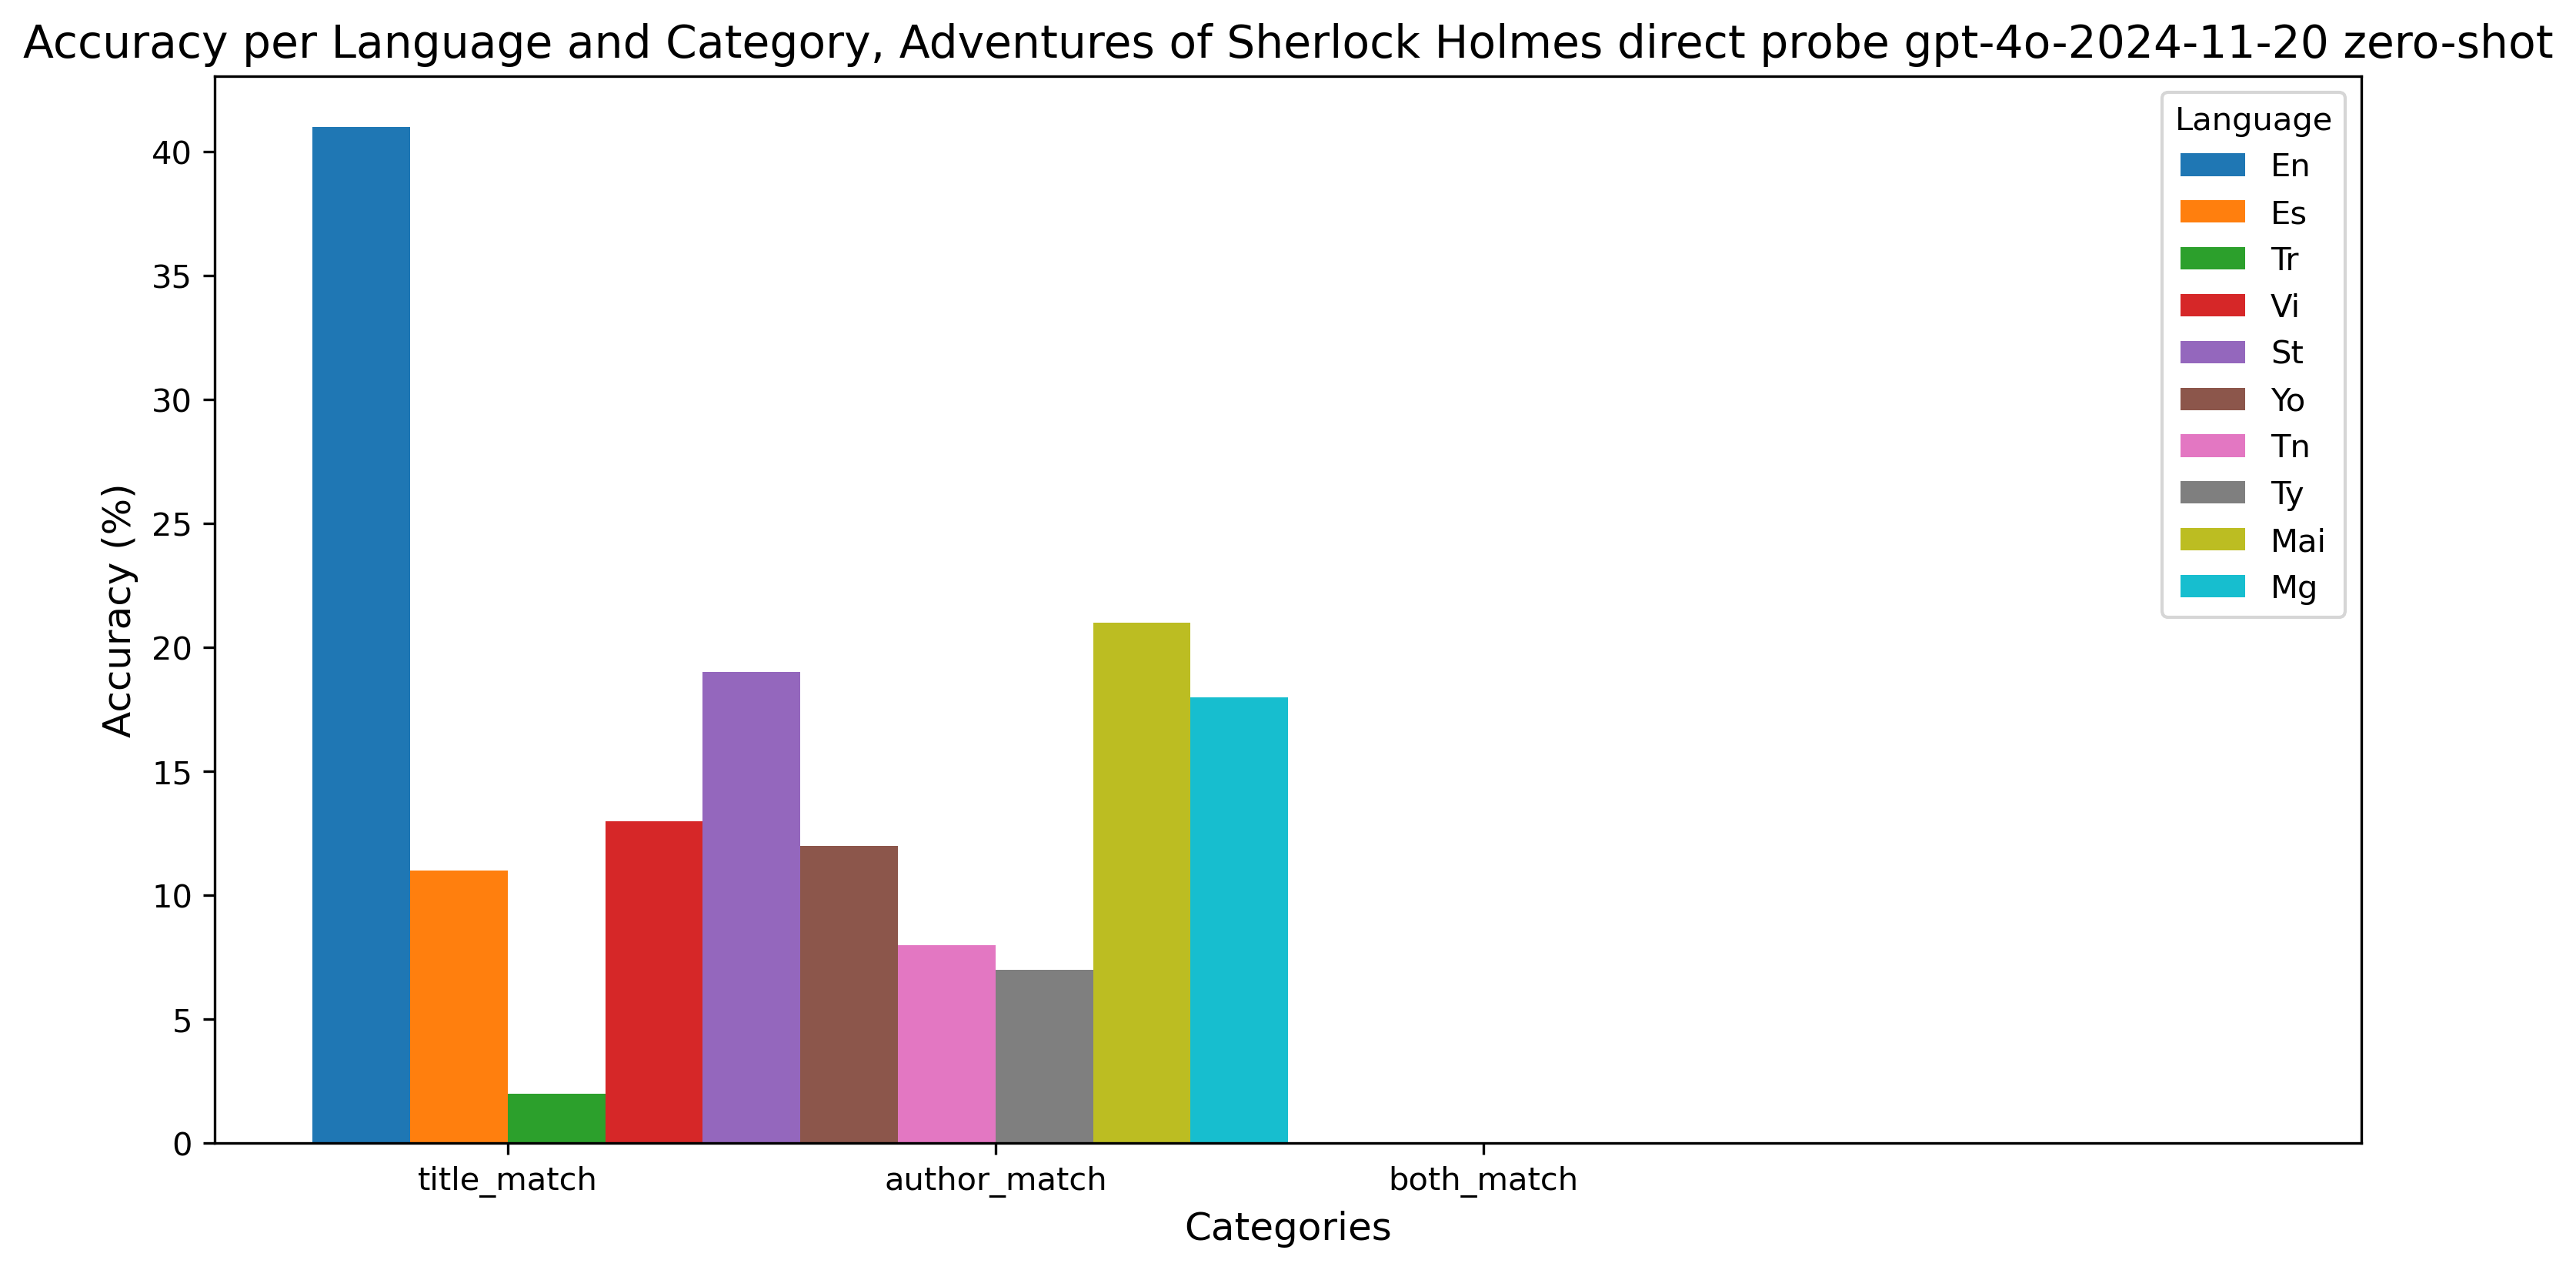 Accuracy per Language and Category, Adventures of Sherlock Holmes direct probe gpt-4o-2024-11-20 zero-shot
Accuracy (%)
40
35
30
25
20
15
10
5
0
title_match
author_match
both_match
Categories
Language
En
Es
Tr
Vi
St
Yo
Tn
Ty
Mai
Mg